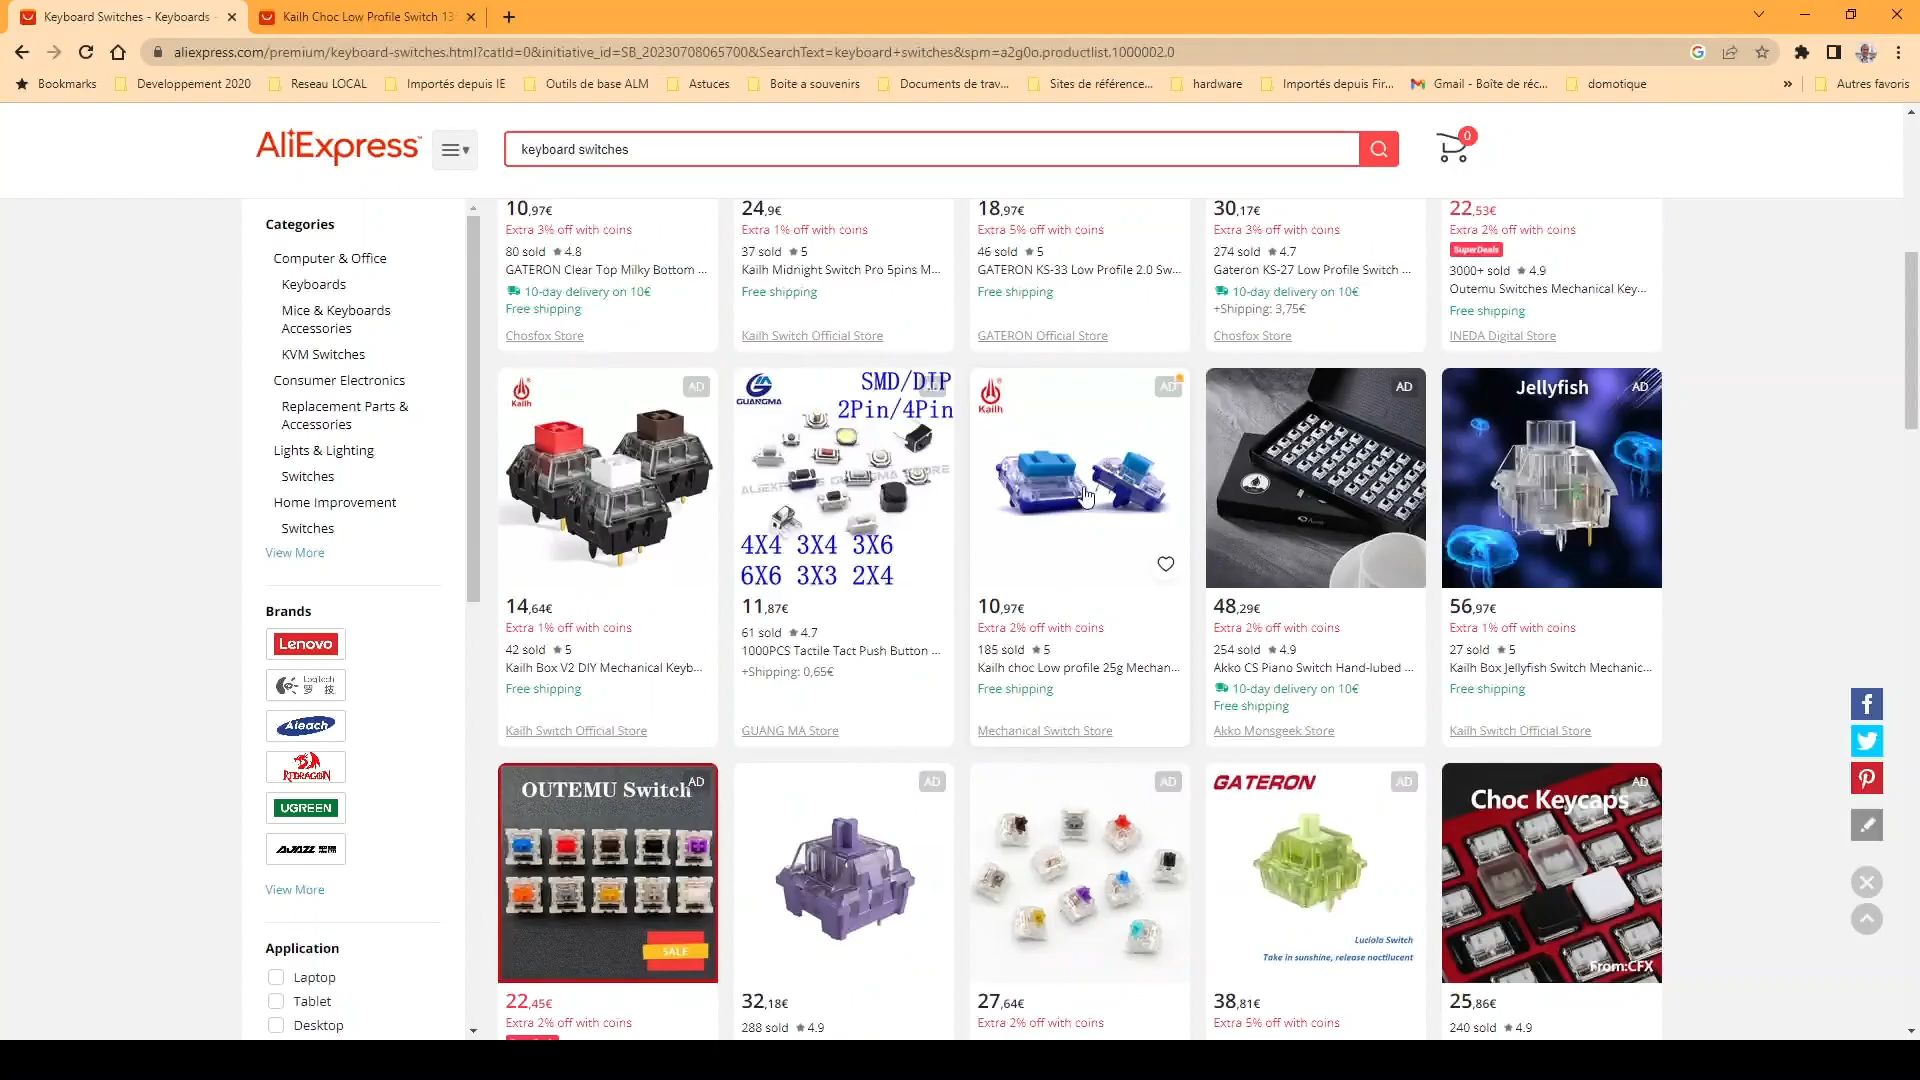 Keyboard Switches - Keyboards -
Kailh Choc Low Profile Switch 13
aliexpress.com/premium/keyboard-switches.html?catId=0&initiative_id=SB_20230708065700&SearchText=keyboard+switches&spm=a2g0o.productlist.1000002.0
Bookmarks Developpement 2020 Reseau LOCAL Importés depuis IE Outils de base ALM Astuces Boite a souvenirs Documents de trav... Sites de référence... hardware Importés depuis Fir... Gmail - Boîte de réc... domotique » Autres favoris
AliExpress
keyboard switches
0
Categories
Computer & Office
Keyboards
Mice & Keyboards
Accessories
KVM Switches
Consumer Electronics
Replacement Parts &
Accessories
Lights & Lighting
Switches
Home Improvement
Switches
View More
Brands
Lenovo
Logitech
Aieach
REDRAGON
UGREEN
AJAZZ
View More
Application
Laptop
Tablet
Desktop
10,97€
Extra 3% off with coins
80 sold 4.8
GATERON Clear Top Milky Bottom ...
10-day delivery on 10€
Free shipping
Chosfox Store
24,9€
Extra 1% off with coins
37 sold 5
Kailh Midnight Switch Pro 5pins M...
Free shipping
Kailh Switch Official Store
18,97€
Extra 5% off with coins
46 sold 5
GATERON KS-33 Low Profile 2.0 Sw...
Free shipping
GATERON Official Store
30,17€
Extra 3% off with coins
274 sold 4.7
Gateron KS-27 Low Profile Switch ...
10-day delivery on 10€
+Shipping: 3,75€
Chosfox Store
22,53€
Extra 2% off with coins
SuperDeals
3000+ sold 4.9
Outemu Switches Mechanical Key...
Free shipping
INEDA Digital Store
Kailh
AD
14,64€
Extra 1% off with coins
42 sold 5
Kailh Box V2 DIY Mechanical Keyb...
Free shipping
Kailh Switch Official Store
GUANGMA
SMD/DIP
2Pin/4Pin
4X4 3X4 3X6
6X6 3X3 2X4
11,87€
61 sold 4.7
1000PCS Tactile Tact Push Button ...
+Shipping: 0,65€
GUANG MA Store
Kailh
AD
10,97€
Extra 2% off with coins
185 sold 5
Kailh choc Low profile 25g Mechan...
Free shipping
Mechanical Switch Store
AD
48,29€
Extra 2% off with coins
254 sold 4.9
Akko CS Piano Switch Hand-lubed ...
10-day delivery on 10€
Free shipping
Akko Monsgeek Store
Jellyfish
AD
56,97€
Extra 1% off with coins
27 sold 5
Kailh Box Jellyfish Switch Mechanic...
Free shipping
Kailh Switch Official Store
OUTEMU Switch
AD
SALE
22,45€
Extra 2% off with coins
AD
32,18€
288 sold 4.9
AD
27,64€
Extra 2% off with coins
GATERON
AD
Luciola Switch
Take in sunshine, release noctilucent
38,81€
Extra 5% off with coins
AD
Choc Keycaps
From:CFX
25,86€
240 sold 4.9